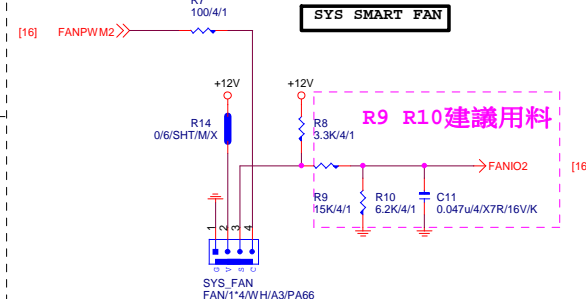 R7
100/4/1
SYS SMART FAN
[16] FANPWM2
+12V
+12V
R14
0/6/SHT/M/X
R8
3.3K/4/1
R9 R10建議用料
FANIO2
[16
R9
15K/4/1
R10
6.2K/4/1
C11
0.047u/4/X7R/16V/K
1 2 3 4
G V S C
SYS_FAN
FAN/1*4/WH/A3/PA66